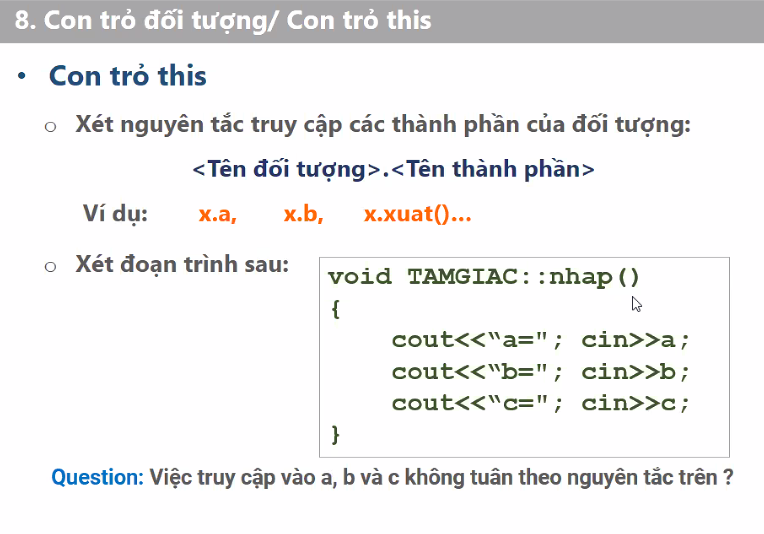 8. Con trỏ đối tượng/ Con trỏ this
• Con trỏ this
o Xét nguyên tắc truy cập các thành phần của đối tượng:
<Tên đối tượng>.<Tên thành phần>
Ví dụ: x.a, x.b, x.xuat()...
o Xét đoạn trình sau:
void TAMGIAC::nhap()
{
cout<<“a="; cin>>a;
cout<<“b="; cin>>b;
cout<<“c="; cin>>c;
}
Question: Việc truy cập vào a, b và c không tuân theo nguyên tắc trên ?